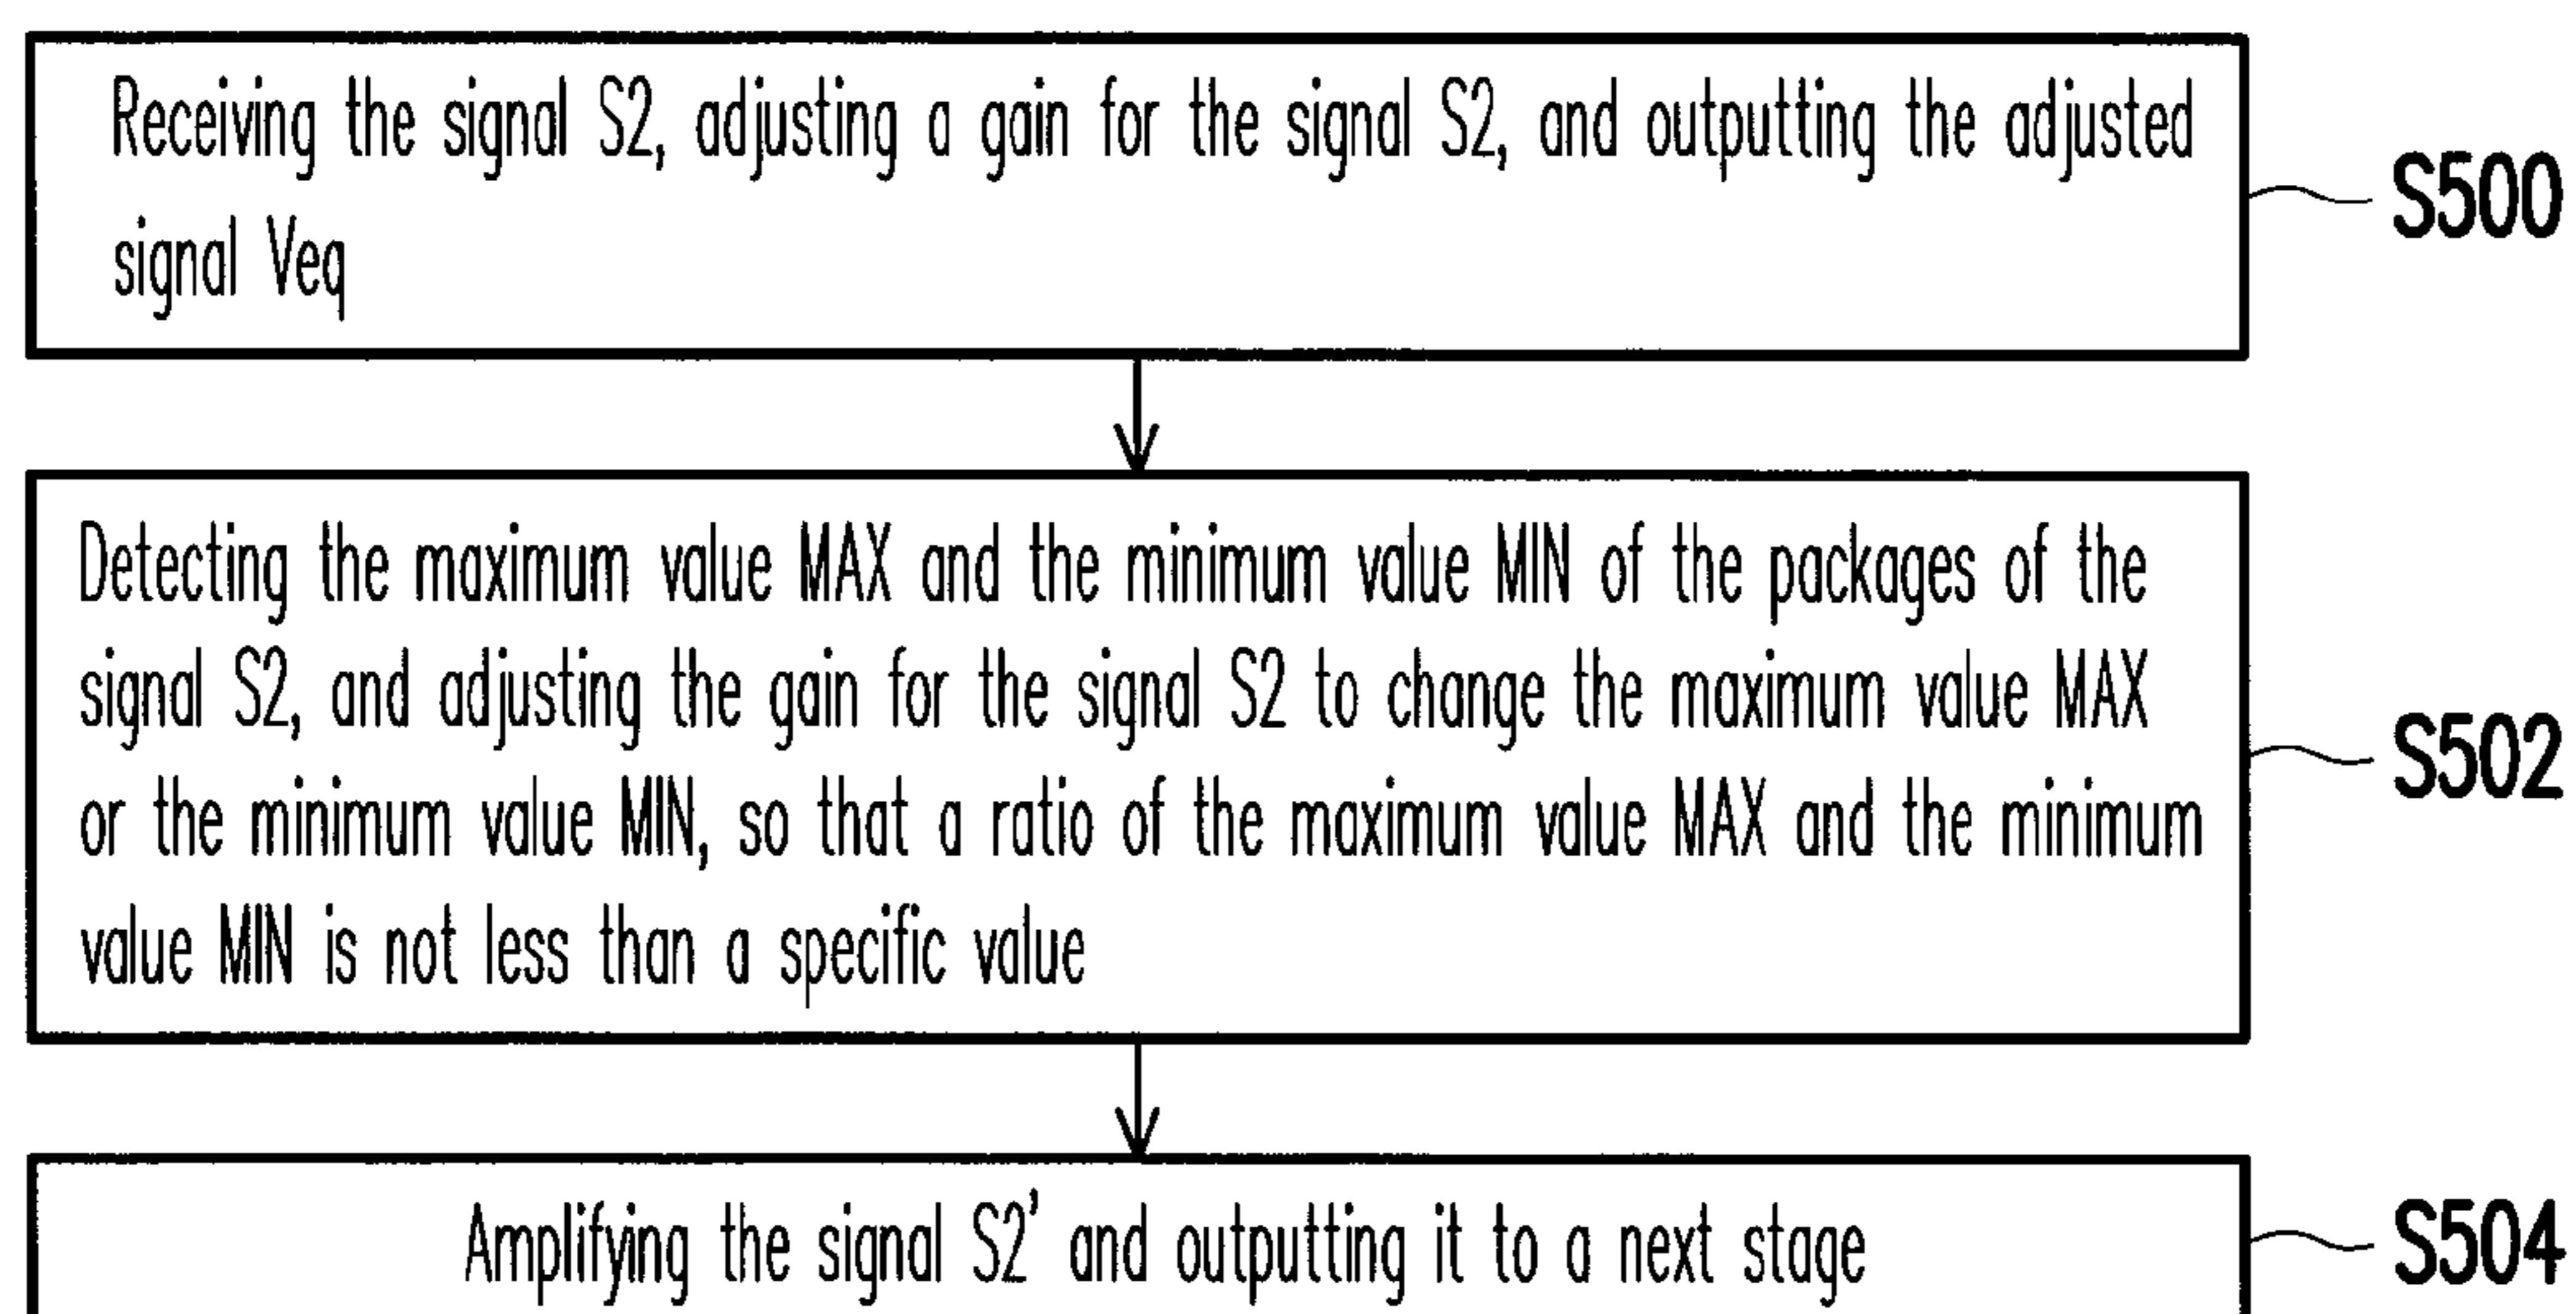 Receiving the signal S2, adjusting a gain for the signal S2, and outputting the adjusted
signal Veq
S500
Detecting the maximum value MAX and the minimum value MIN of the packages of the
signal S2, and adjusting the gain for the signal S2 to change the maximum value MAX
or the minimum value MIN, so that a ratio of the maximum value MAX and the minimum
value MIN is not less than a specific value
S502
Amplifying the signal S2' and outputting it to a next stage
S504